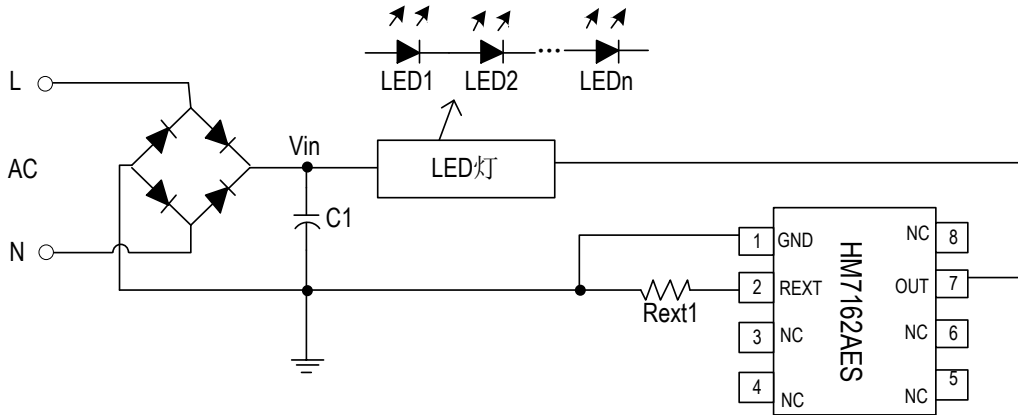 LED1
LED2
LEDn
L
AC
N
Vin
LED灯
C1
Rext1
HM7162AES
1
GND
2
REXT
3
NC
4
NC
NC
8
OUT
7
NC
6
NC
5